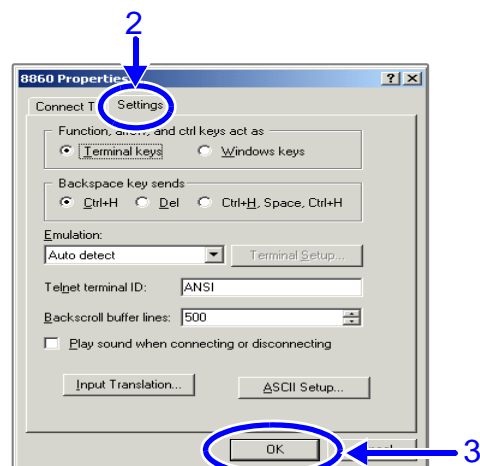 2
8860 Properties
Connect T Settings
Function, arrow, and ctrl keys act as
Terminal keys Windows keys
Backspace key sends
Ctrl+H Del Ctrl+H, Space, Ctrl+H
Emulation:
Auto detect Terminal Setup...
Telnet terminal ID: ANSI
Backscroll buffer lines: 500
Play sound when connecting or disconnecting
Input Translation... ASCII Setup...
OK
3